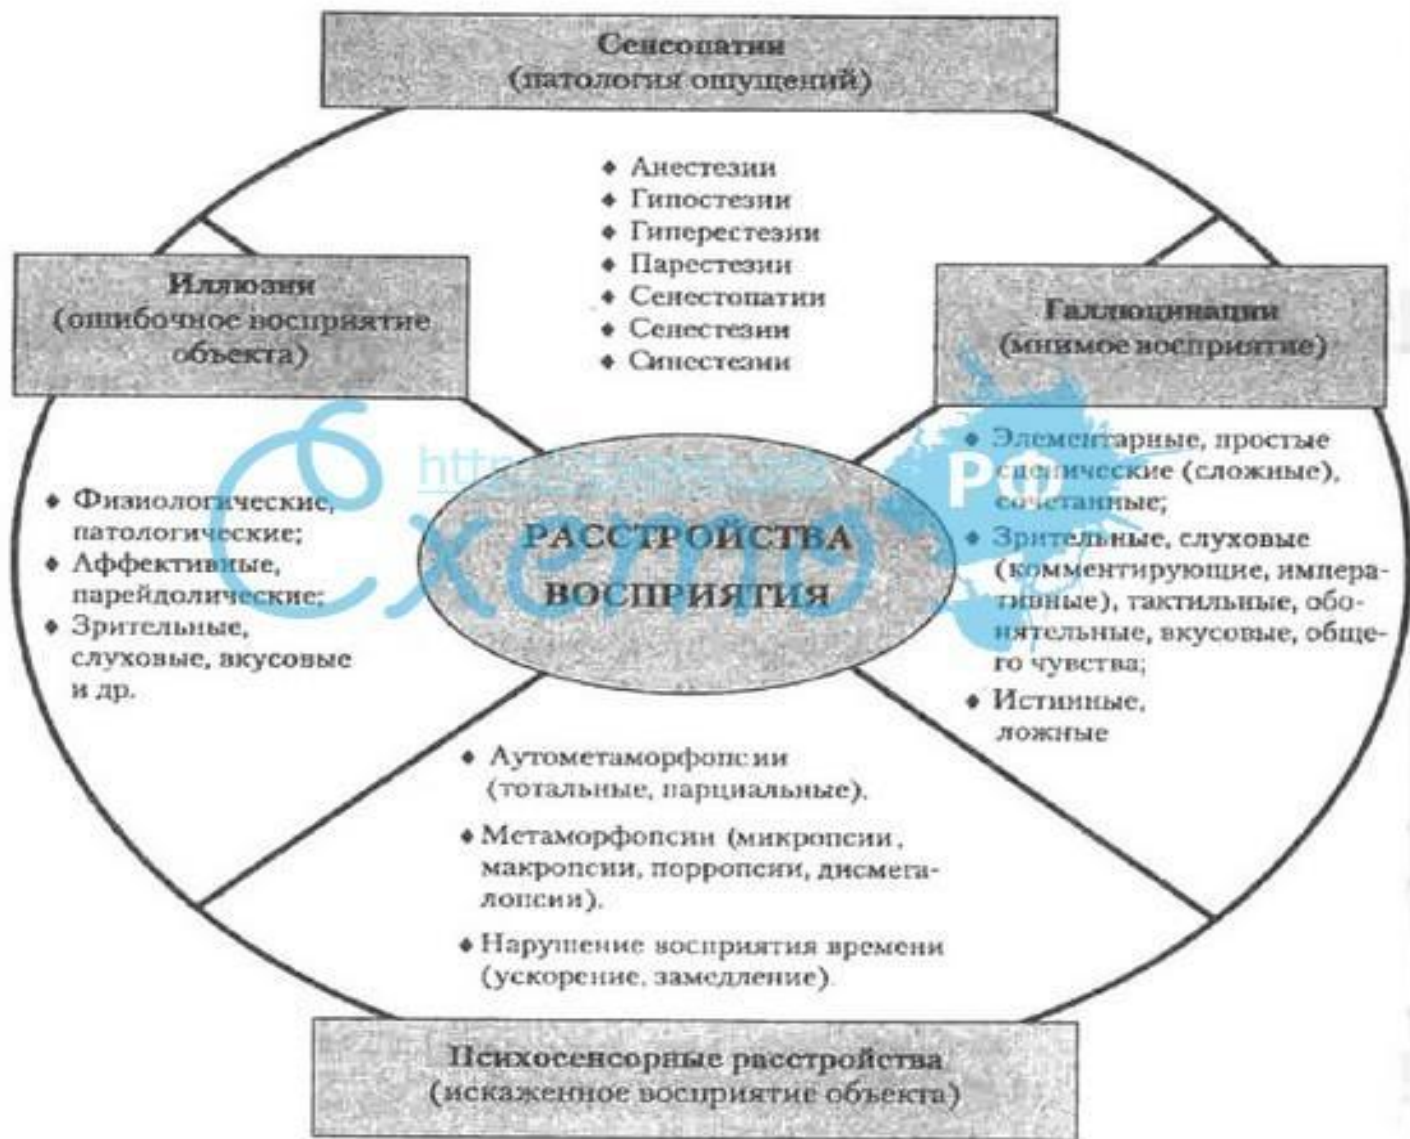 Сенсопатии
(патология ощущений)
♦ Анестезии
♦ Гипостезии
♦ Гиперестезии
♦ Парестезии
♦ Сенестопатии
♦ Сенестезии
♦ Синестезии
Иллюзии
(ошибочное восприятие
объекта)
♦ Физиологические,
патологические;
♦ Аффективные,
парейдолические;
♦ Зрительные,
слуховые, вкусовые
и др.
Галлюцинации
(мнимое восприятие)
♦ Элементарные, простые
сценические (сложные),
сочетанные;
♦ Зрительные, слуховые
(комментирующие, импера-
тивные), тактильные, обо-
нятельные, вкусовые, обще-
го чувства;
♦ Истинные,
ложные
РАССТРОЙСТВА
ВОСПРИЯТИЯ
♦ Аутометаморфопсии
(тотальные, парциальные).
♦ Метаморфопсии (микропсии,
макропсии, порропсии, дисмега-
лопсии).
♦ Нарушение восприятия времени
(ускорение, замедление).
Психосенсорные расстройства
(искаженное восприятие объекта)
Схемо
РФ